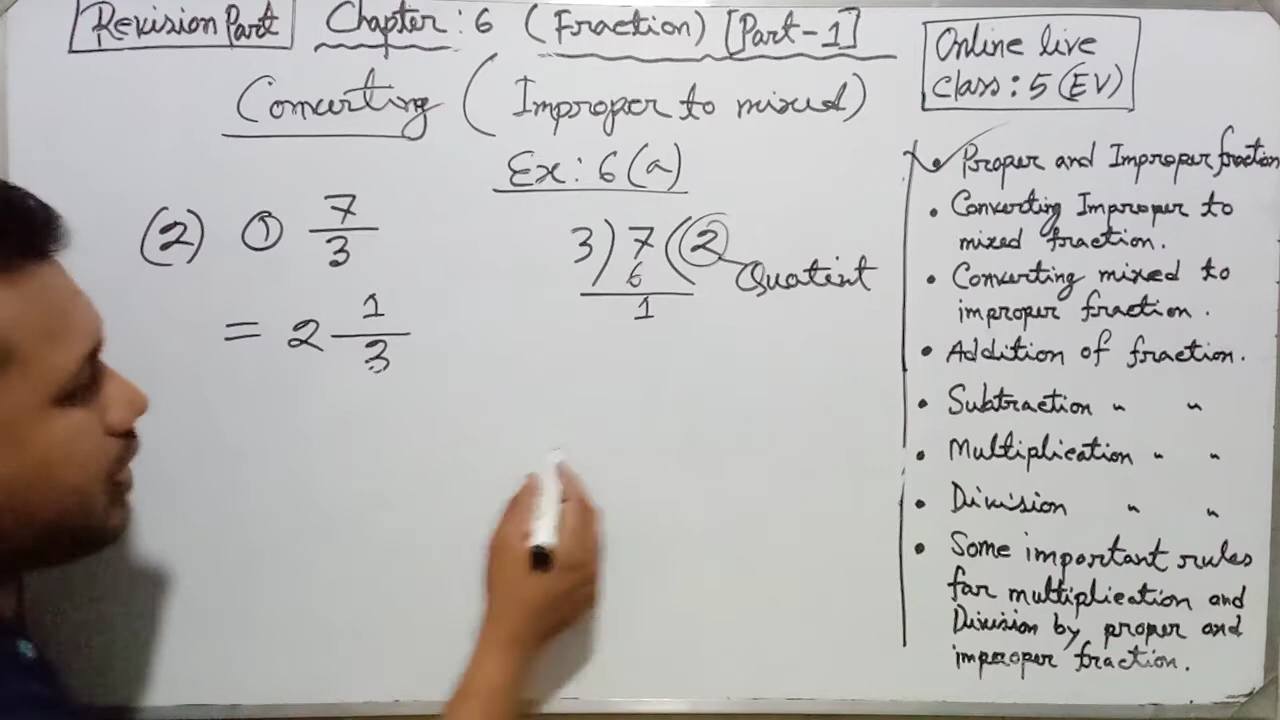 Revision Part
Chapter : 6 (Fraction) [Part-1]
Converting (Improper to mixed)
Ex : 6 (a)
(2) ① 7/3
= 2 1/3
3) 7 (2
6
1
Quotint
Online live
class : 5 (EV)
✓ Proper and Improper fraction
• Converting Improper to
mixed fraction.
• Converting mixed to
improper fraction.
• Addition of fraction.
• Subtraction " "
• Multiplication " "
• Division " "
• Some important rules
for multiplication and
Division by proper and
improper fraction.